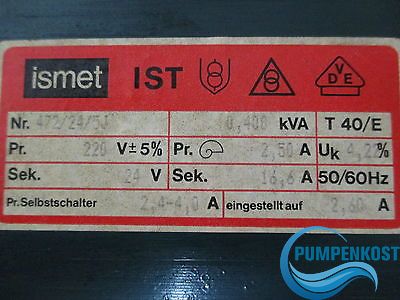 ismet IST VDE
Nr. 472/24/5J 0,400 kVA T 40/E
Pr. 220 V±5% Pr. 2,50 A Uk 4,22%
Sek. 24 V Sek. 16,6 A 50/60Hz
Pr.Selbstschalter 2,4-4,0 A eingestellt auf 2,60 A
PUMPENKOST